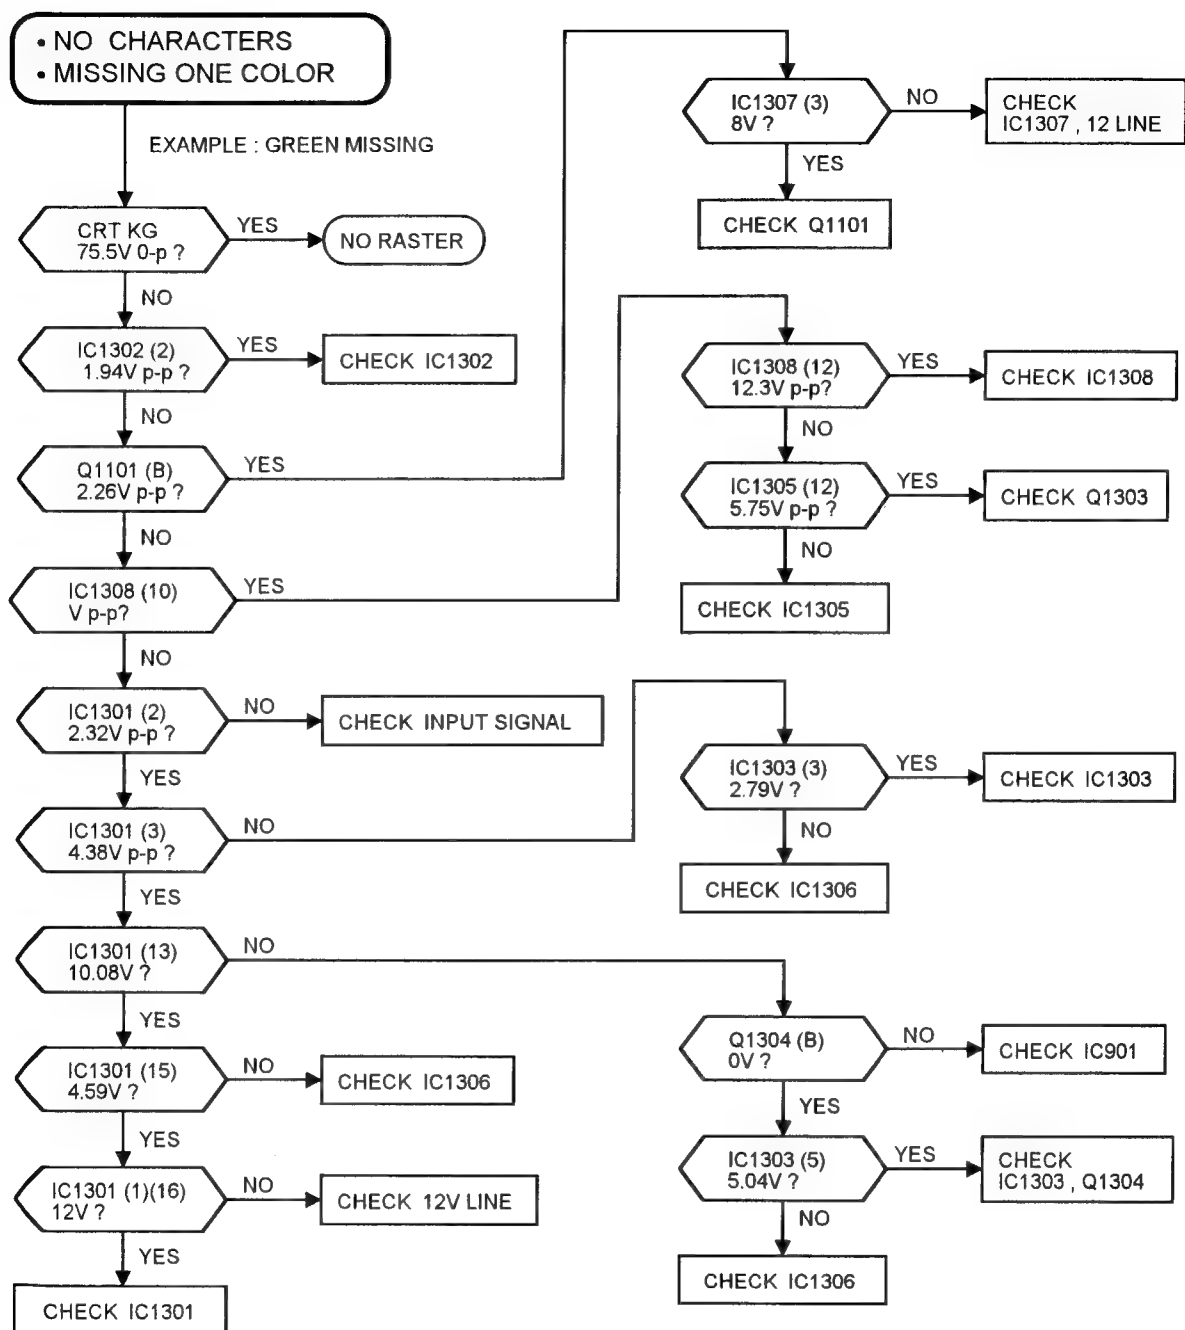 • NO CHARACTERS
• MISSING ONE COLOR
EXAMPLE : GREEN MISSING
CRT KG
75.5V 0-p ?
YES
NO RASTER
NO
IC1302 (2)
1.94V p-p ?
YES
CHECK IC1302
NO
Q1101 (B)
2.26V p-p ?
YES
NO
IC1308 (10)
V p-p?
YES
NO
IC1301 (2)
2.32V p-p ?
NO
CHECK INPUT SIGNAL
YES
IC1301 (3)
4.38V p-p ?
NO
YES
IC1301 (13)
10.08V ?
NO
YES
IC1301 (15)
4.59V ?
NO
CHECK IC1306
YES
IC1301 (1)(16)
12V ?
NO
CHECK 12V LINE
YES
CHECK IC1301
IC1307 (3)
8V ?
NO
CHECK
IC1307 , 12 LINE
YES
CHECK Q1101
IC1308 (12)
12.3V p-p?
YES
CHECK IC1308
NO
IC1305 (12)
5.75V p-p ?
YES
CHECK Q1303
NO
CHECK IC1305
IC1303 (3)
2.79V ?
YES
CHECK IC1303
NO
CHECK IC1306
Q1304 (B)
0V ?
NO
CHECK IC901
YES
IC1303 (5)
5.04V ?
YES
CHECK
IC1303 , Q1304
NO
CHECK IC1306